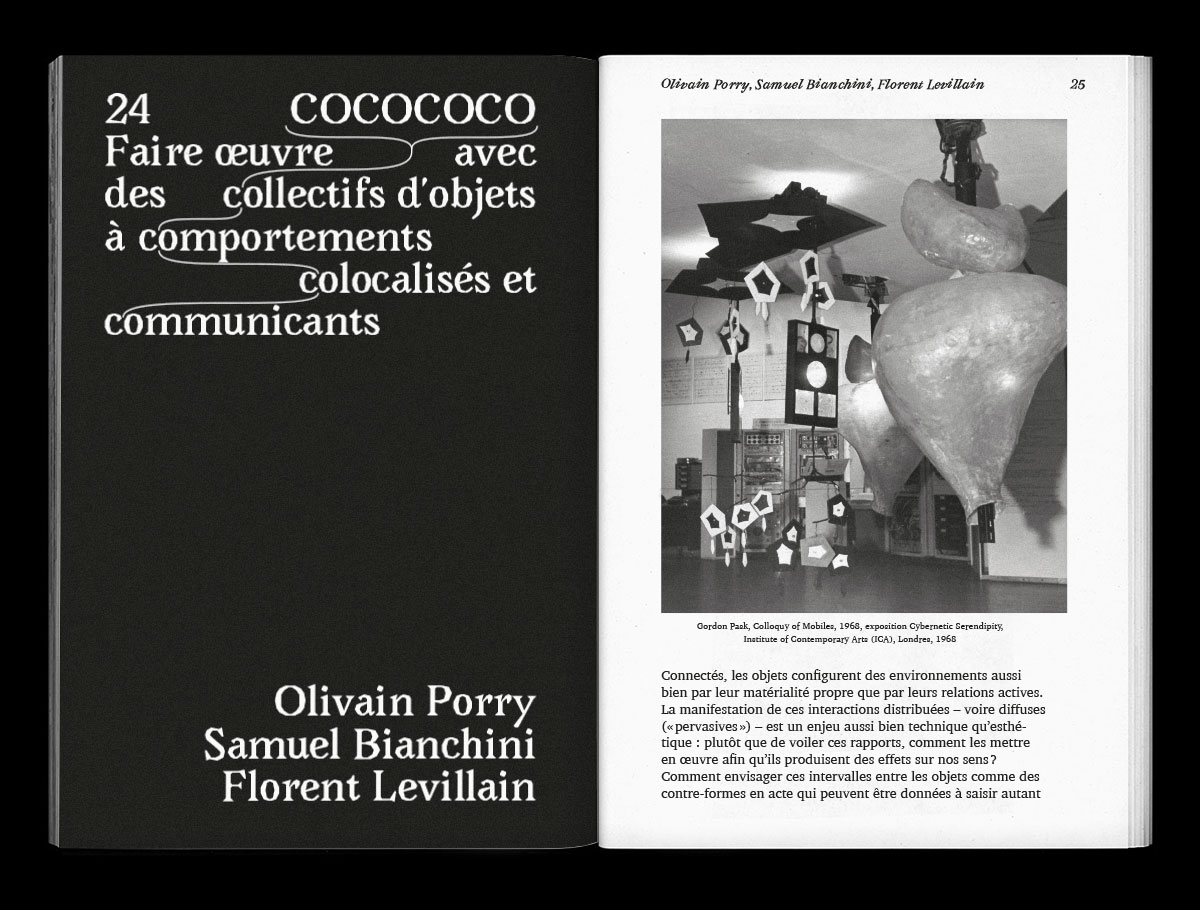 24 COCOCOCO
Faire œuvre avec
des collectifs d'objets
à comportements
colocalisés et
communicants
Olivain Porry
Samuel Bianchini
Florent Levillain
Olivain Porry, Samuel Bianchini, Florent Levillain 25
Gordon Pask, Colloquy of Mobiles, 1968, exposition Cybernetic Serendipity,
Institute of Contemporary Arts (ICA), Londres, 1968
Connectés, les objets configurent des environnements aussi
bien par leur matérialité propre que par leurs relations actives.
La manifestation de ces interactions distribuées – voire diffuses
(« pervasives ») – est un enjeu aussi bien technique qu'esthé-
tique : plutôt que de voiler ces rapports, comment les mettre
en œuvre afin qu'ils produisent des effets sur nos sens ?
Comment envisager ces intervalles entre les objets comme des
contre-formes en acte qui peuvent être données à saisir autant